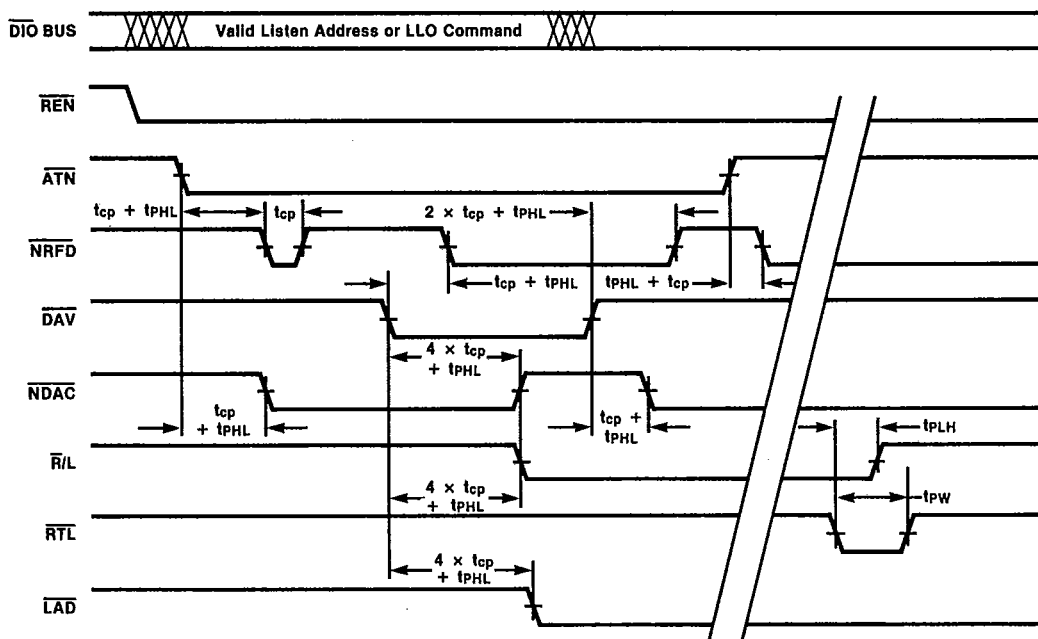 DIO BUS
Valid Listen Address or LLO Command
REN
ATN
tcp + tPHL
tcp
2 × tcp + tPHL
NRFD
tcp + tPHL
tPHL + tcp
DAV
4 × tcp
+ tPHL
NDAC
tcp
+ tPHL
tcp +
tPHL
tPLH
R/L
4 × tcp
+ tPHL
tPW
RTL
4 × tcp
+ tPHL
LAD